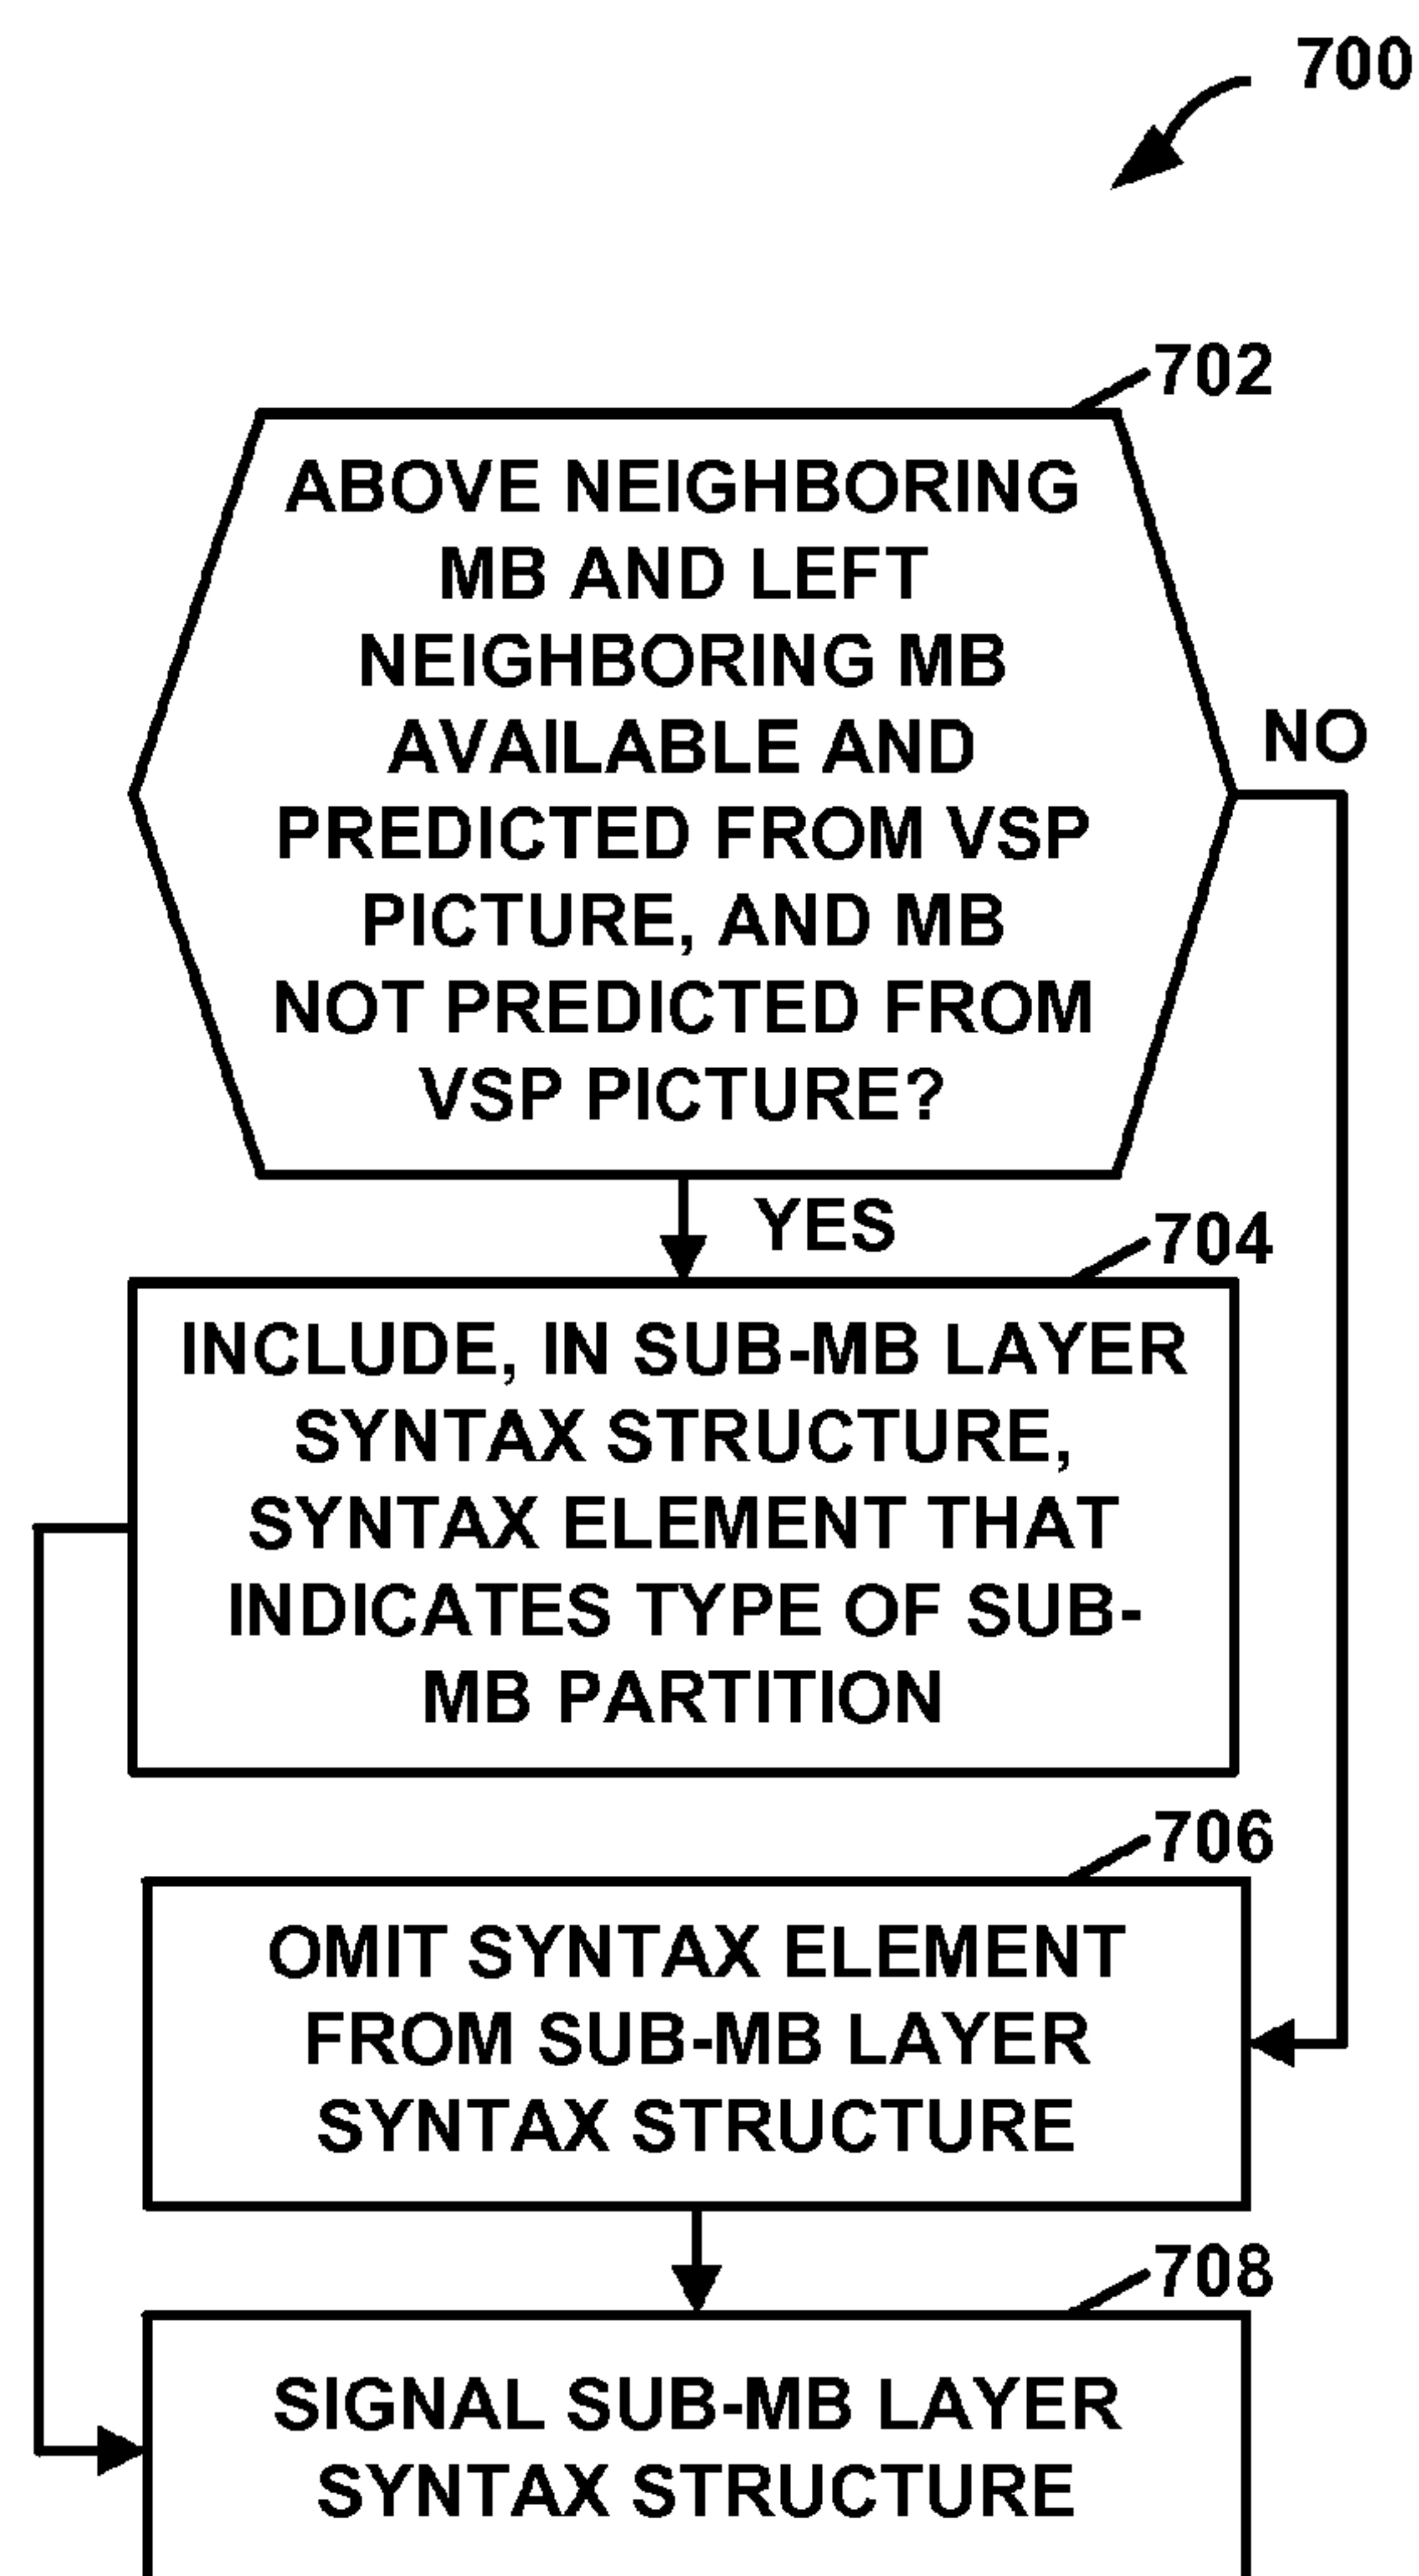 700
702
ABOVE NEIGHBORING
MB AND LEFT
NEIGHBORING MB
AVAILABLE AND
PREDICTED FROM VSP
PICTURE, AND MB
NOT PREDICTED FROM
VSP PICTURE?
NO
YES
704
INCLUDE, IN SUB-MB LAYER
SYNTAX STRUCTURE,
SYNTAX ELEMENT THAT
INDICATES TYPE OF SUB-
MB PARTITION
706
OMIT SYNTAX ELEMENT
FROM SUB-MB LAYER
SYNTAX STRUCTURE
708
SIGNAL SUB-MB LAYER
SYNTAX STRUCTURE